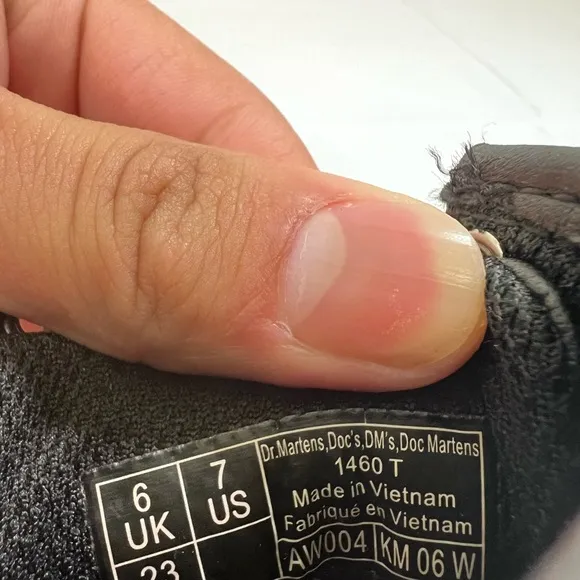 6
UK
7
US
23
Dr.Martens,Doc's,DM's,Doc Martens
1460 T
Made in Vietnam
Fabriqué en Vietnam
AW004
KM 06 W